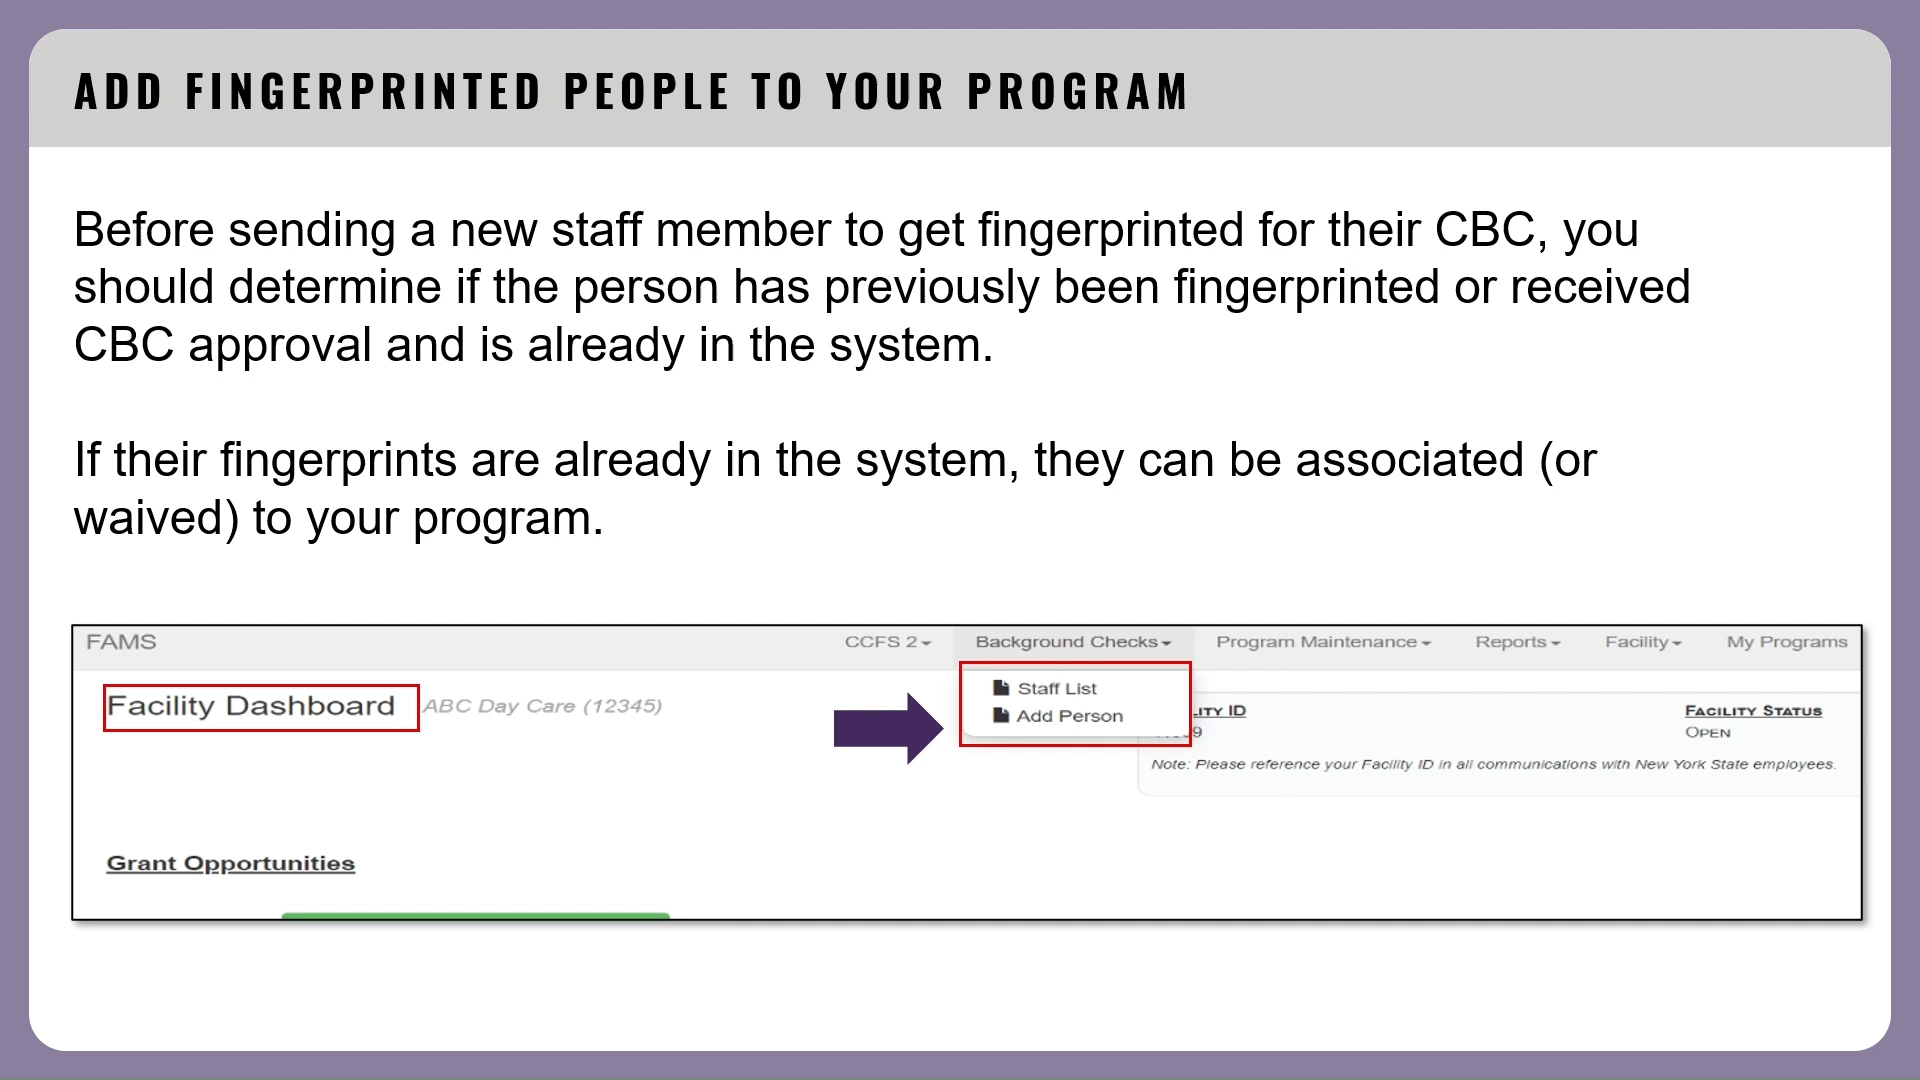 ADD FINGERPRINTED PEOPLE TO YOUR PROGRAM
Before sending a new staff member to get fingerprinted for their CBC, you
should determine if the person has previously been fingerprinted or received
CBC approval and is already in the system.
If their fingerprints are already in the system, they can be associated (or
waived) to your program.
FAMS CCFS 2 Background Checks Program Maintenance Reports Facility My Programs
Facility Dashboard ABC Day Care (12345)
Staff List
Add Person
ID FACILITY STATUS
OPEN
Note: Please reference your Facility ID in all communications with New York State employees.
Grant Opportunities